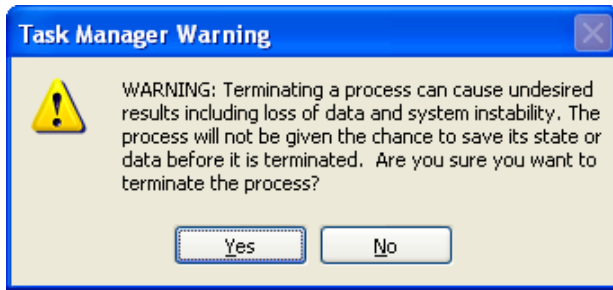 Task Manager Warning
WARNING: Terminating a process can cause undesired
results including loss of data and system instability. The
process will not be given the chance to save its state or
data before it is terminated.  Are you sure you want to
terminate the process?
Yes
No